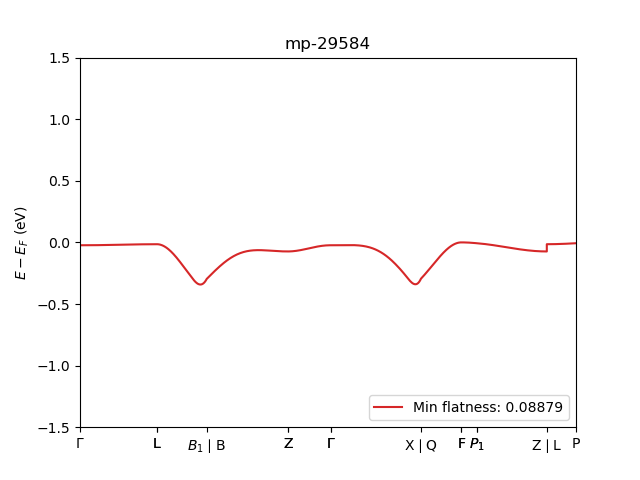 mp-29584
1.5
1.0
0.5
0.0
−0.5
−1.0
−1.5
E − E_F (eV)
Min flatness: 0.08879
Γ L B₁ | B Z Γ X | Q F P₁ Z | L P